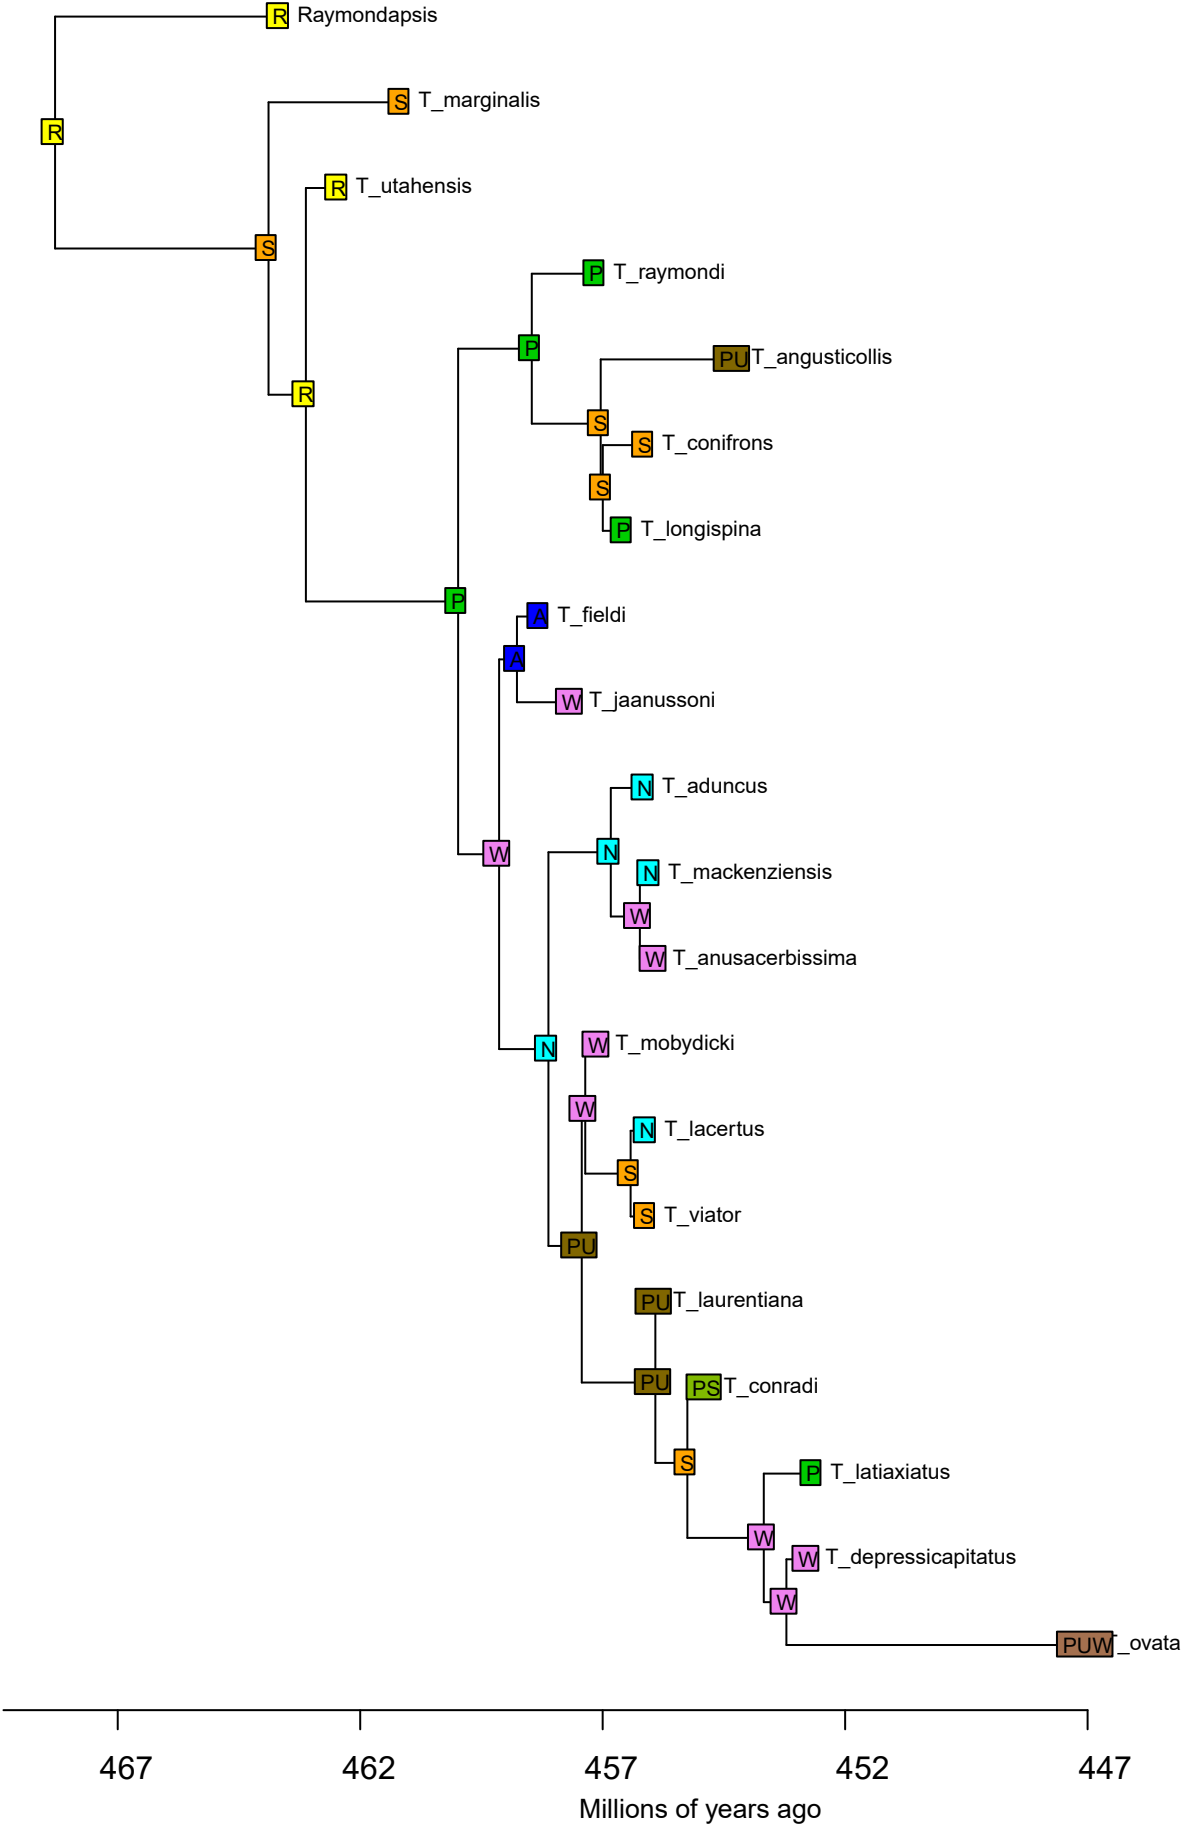 R Raymondapsis
S T_marginalis
R
R T_utahensis
S
P T_raymondi
P
PU T_angusticollis
R
S
S T_conifrons
S
P T_longispina
P
A T_fieldi
A
W T_jaanussoni
N T_aduncus
W
N
N T_mackenziensis
W
W T_anusacerbissima
W T_mobydicki
N
W
N T_lacertus
S
S T_viator
PU
PU T_laurentiana
PU
PS T_conradi
S
P T_latiaxiatus
W
W T_depressicapitatus
W
PUW _ovata
467 462 457 452 447
Millions of years ago